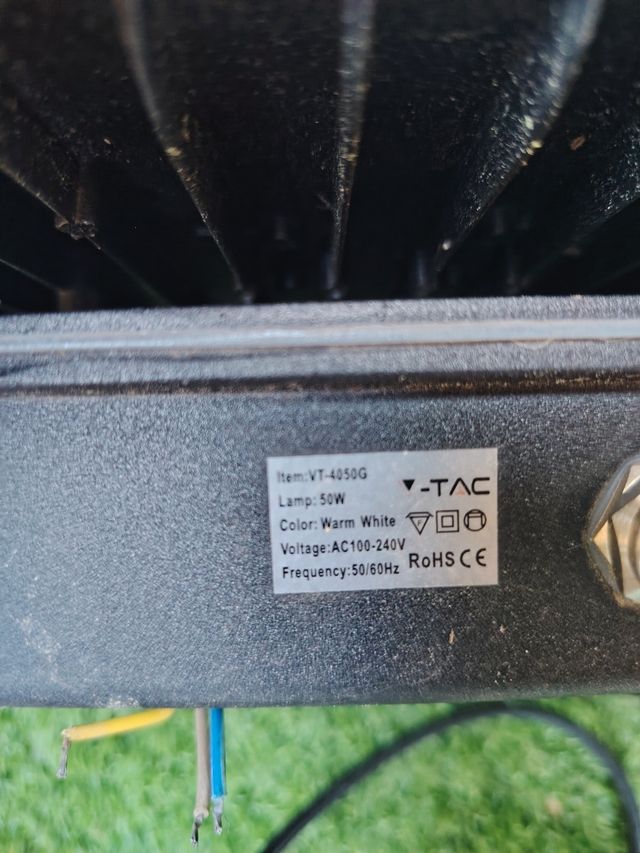 Item:VT-4050G
V-TAC
Lamp: 50W
Color: Warm White
F
Voltage:AC100-240V
RoHS CE
Frequency:50/60Hz